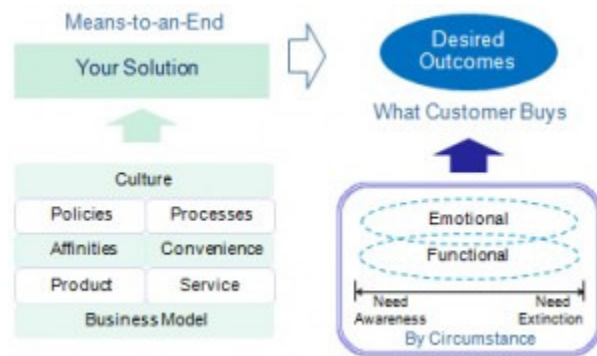 Means-to-an-End
Your Solution
Desired
Outcomes
What Customer Buys
Culture
Policies Processes
Affinities Convenience
Product Service
Business Model
Emotional
Functional
Need Need
Awareness Extinction
By Circumstance